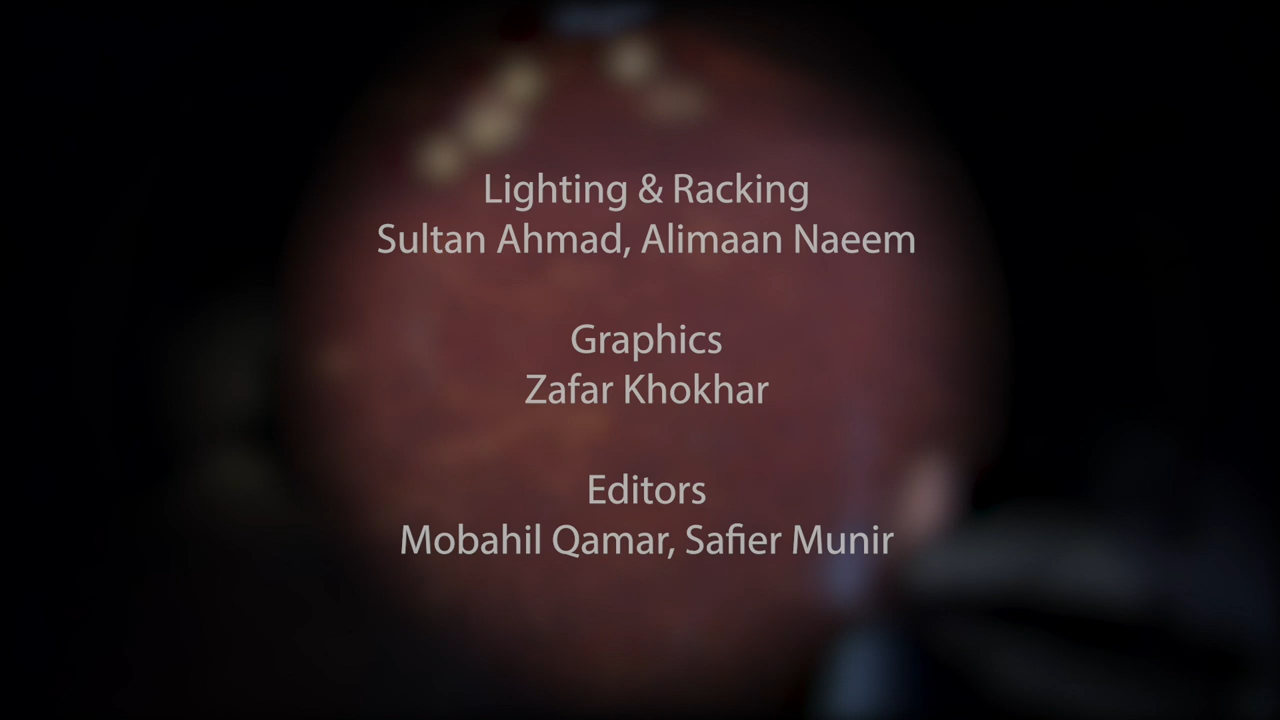 Lighting & Racking
Sultan Ahmad, Alimaan Naeem
Graphics
Zafar Khokhar
Editors
Mobahil Qamar, Safier Munir